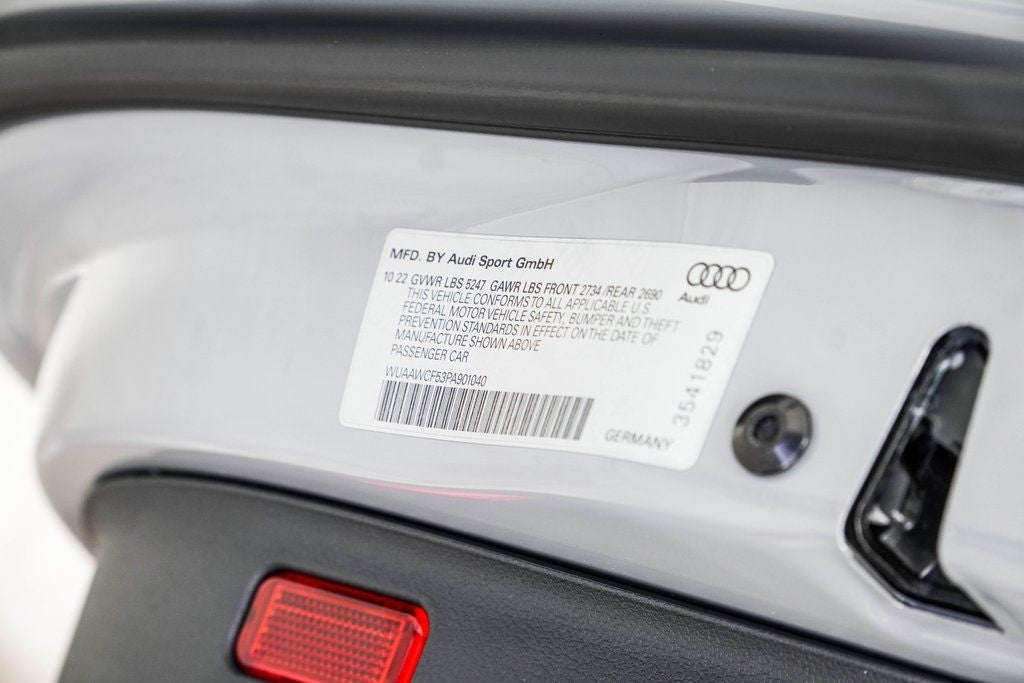 MFD. BY Audi Sport GmbH
10 22 GVWR LBS 5247 GAWR LBS FRONT 2734 /REAR 2690
THIS VEHICLE CONFORMS TO ALL APPLICABLE U.S.
FEDERAL MOTOR VEHICLE SAFETY, BUMPER AND THEFT
PREVENTION STANDARDS IN EFFECT ON THE DATE OF
MANUFACTURE SHOWN ABOVE
PASSENGER CAR
WUAAWCF53PA901040
Audi
3541829
GERMANY